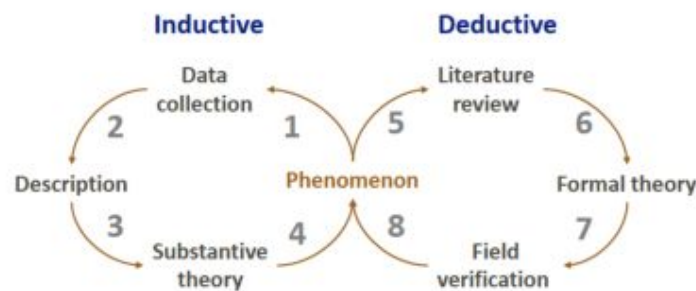 Inductive
Deductive
Data
collection
Literature
review
2
1
5
6
Description
Phenomenon
Formal theory
3
4
8
7
Substantive
theory
Field
verification